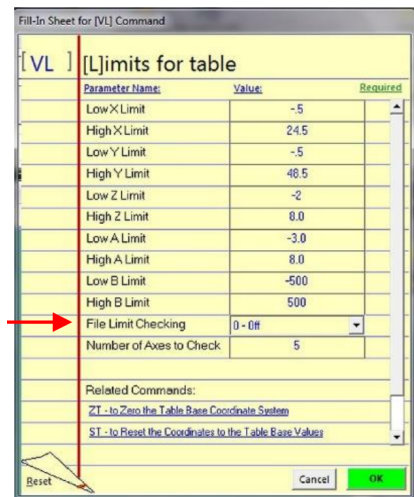 Fill-In Sheet for [VL] Command
[ VL ] [L]imits for table
Parameter Name: Value: Required
Low X Limit -.5
High X Limit 24.5
Low Y Limit -.5
High Y Limit 48.5
Low Z Limit -2
High Z Limit 8.0
Low A Limit -3.0
High A Limit 8.0
Low B Limit -500
High B Limit 500
File Limit Checking 0 - Off
Number of Axes to Check 5
Related Commands:
ZT - to Zero the Table Base Coordinate System
ST - to Reset the Coordinates to the Table Base Values
Reset Cancel OK